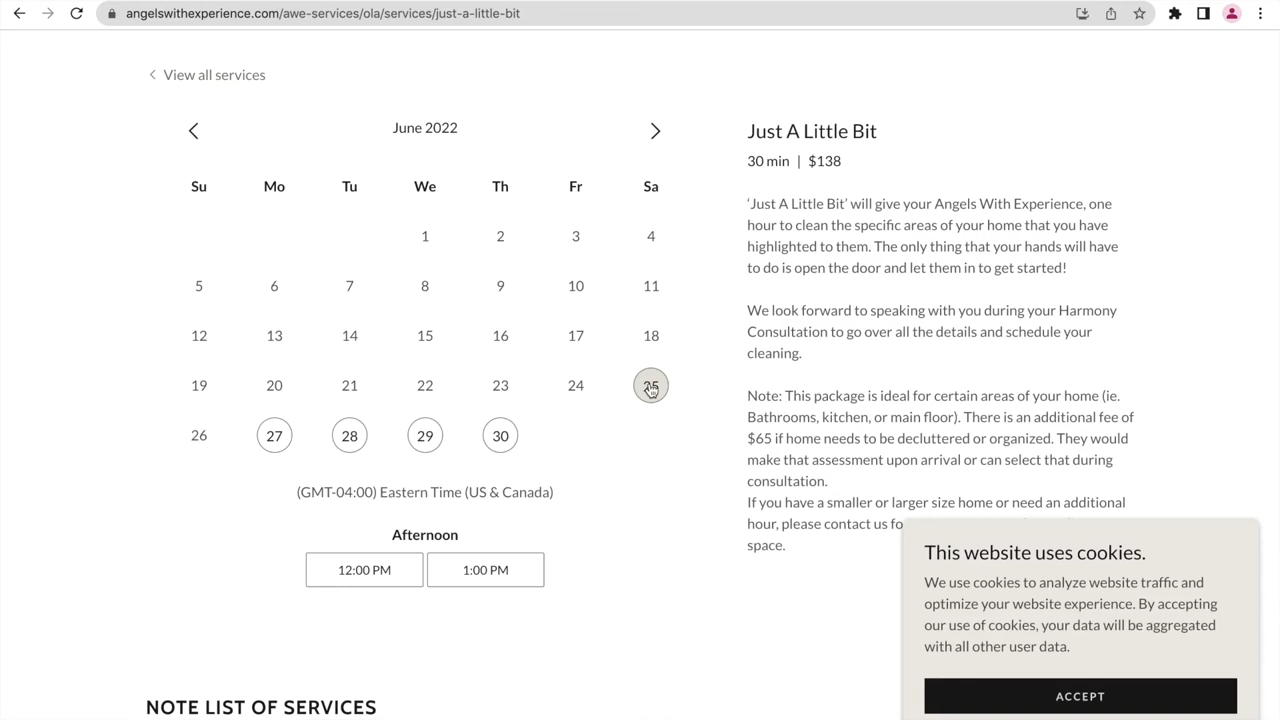 angelswithexperience.com/awe-services/ola/services/just-a-little-bit
View all services
June 2022
Su Mo Tu We Th Fr Sa
1 2 3 4
5 6 7 8 9 10 11
12 13 14 15 16 17 18
19 20 21 22 23 24 25
26 27 28 29 30
(GMT-04:00) Eastern Time (US & Canada)
Afternoon
12:00 PM 1:00 PM
Just A Little Bit
30 min | $138
‘Just A Little Bit’ will give your Angels With Experience, one
hour to clean the specific areas of your home that you have
highlighted to them. The only thing that your hands will have
to do is open the door and let them in to get started!
We look forward to speaking with you during your Harmony
Consultation to go over all the details and schedule your
cleaning.
Note: This package is ideal for certain areas of your home (ie.
Bathrooms, kitchen, or main floor). There is an additional fee of
$65 if home needs to be decluttered or organized. They would
make that assessment upon arrival or can select that during
consultation.
If you have a smaller or larger size home or need an additional
hour, please contact us fo
space.
This website uses cookies.
We use cookies to analyze website traffic and
optimize your website experience. By accepting
our use of cookies, your data will be aggregated
with all other user data.
ACCEPT
NOTE LIST OF SERVICES